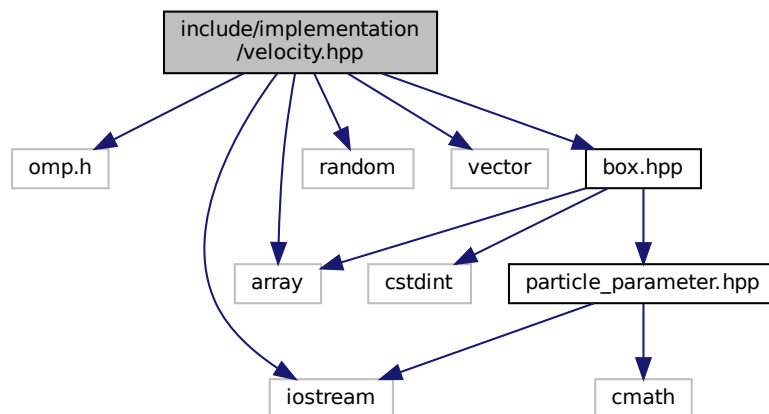 include/implementation
/velocity.hpp
omp.h
random
vector
box.hpp
array
cstdint
particle_parameter.hpp
iostream
cmath